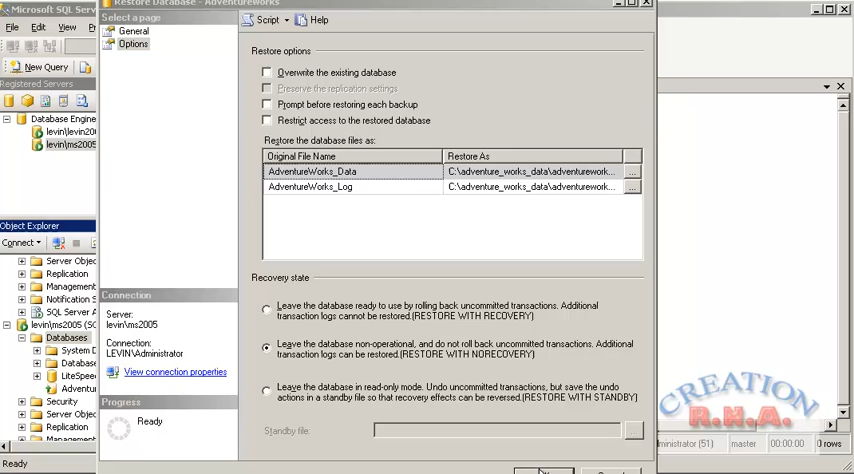 Microsoft SQL Serv
Restore Database - Adventureworks
File Edit View
New Query
Registered Servers
Database Engine
levin\levin20
levin\ms2005
Object Explorer
Connect
Server Objec
Replication
Management
Notification S
SQL Server A
levin\ms2005 (SQ
Databases
System D
Database
LiteSpeed
Adventur
Security
Server Objec
Replication
Management
Ready
Select a page
General
Options
Connection
Server:
levin\ms2005
Connection:
LEVIN\Administrator
View connection properties
Progress
Ready
Script Help
Restore options
Overwrite the existing database
Preserve the replication settings
Prompt before restoring each backup
Restrict access to the restored database
Restore the database files as:
Original File Name Restore As
AdventureWorks_Data C:\adventure_works_data\adventurework...
AdventureWorks_Log C:\adventure_works_data\adventurework...
Recovery state
Leave the database ready to use by rolling back uncommitted transactions. Additional
transaction logs cannot be restored.(RESTORE WITH RECOVERY)
Leave the database non-operational, and do not roll back uncommitted transactions. Additional
transaction logs can be restored.(RESTORE WITH NORECOVERY)
Leave the database in read-only mode. Undo uncommitted transactions, but save the undo
actions in a standby file so that recovery effects can be reversed.(RESTORE WITH STANDBY)
Standby file:
CREATION
R.H.A.
ministrator (51) master 00:00:00 0 rows